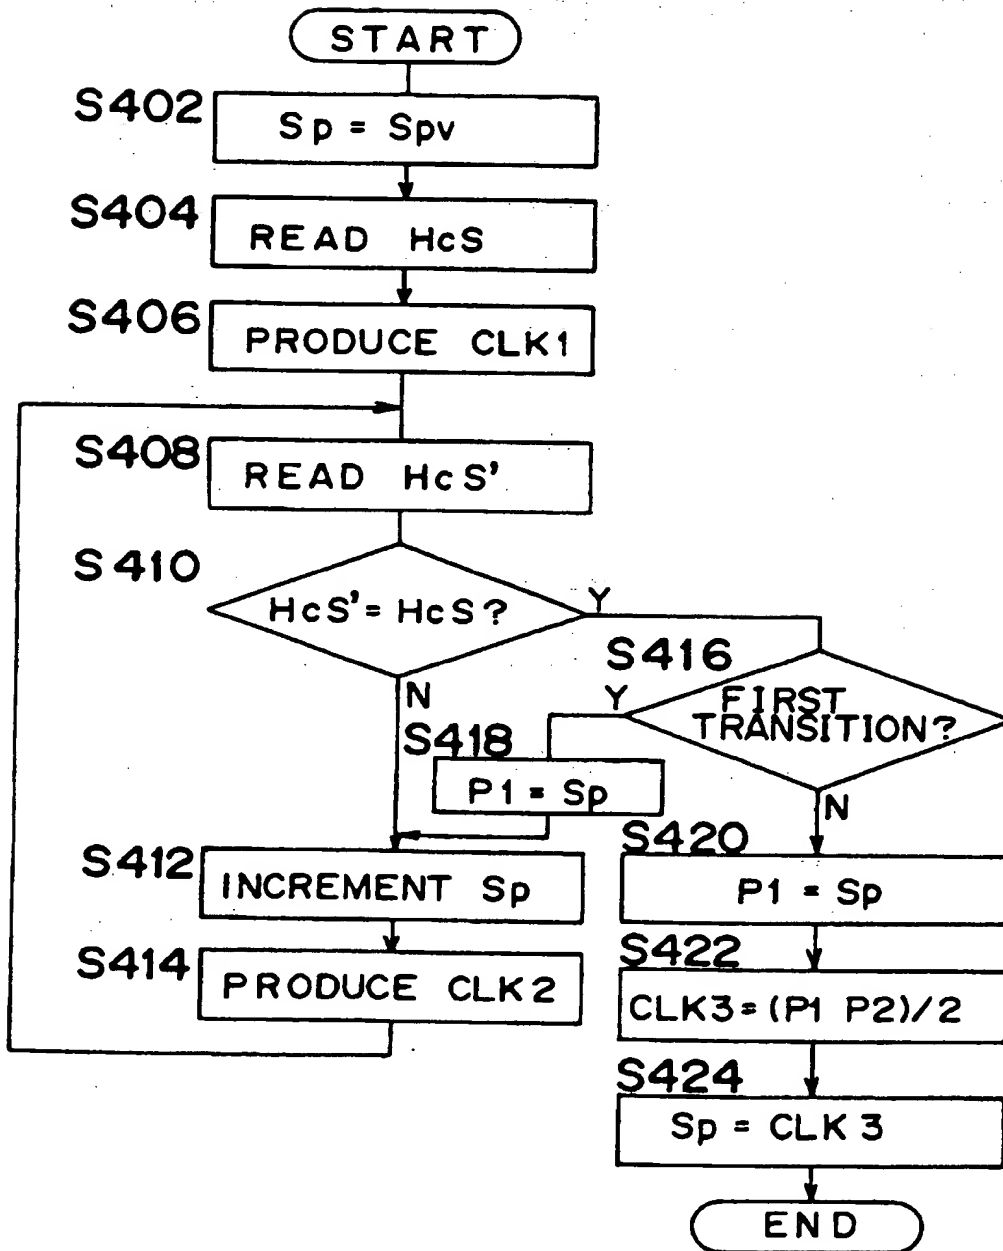 START
S402
Sp = Spv
S404
READ HcS
S406
PRODUCE CLK1
S408
READ HcS'
S410
HcS'= HcS?
Y
N
S416
FIRST
TRANSITION?
Y
N
S418
P1 = Sp
S412
INCREMENT Sp
S414
PRODUCE CLK2
S420
P1 = Sp
S422
CLK3=(P1 P2)/2
S424
Sp = CLK3
END